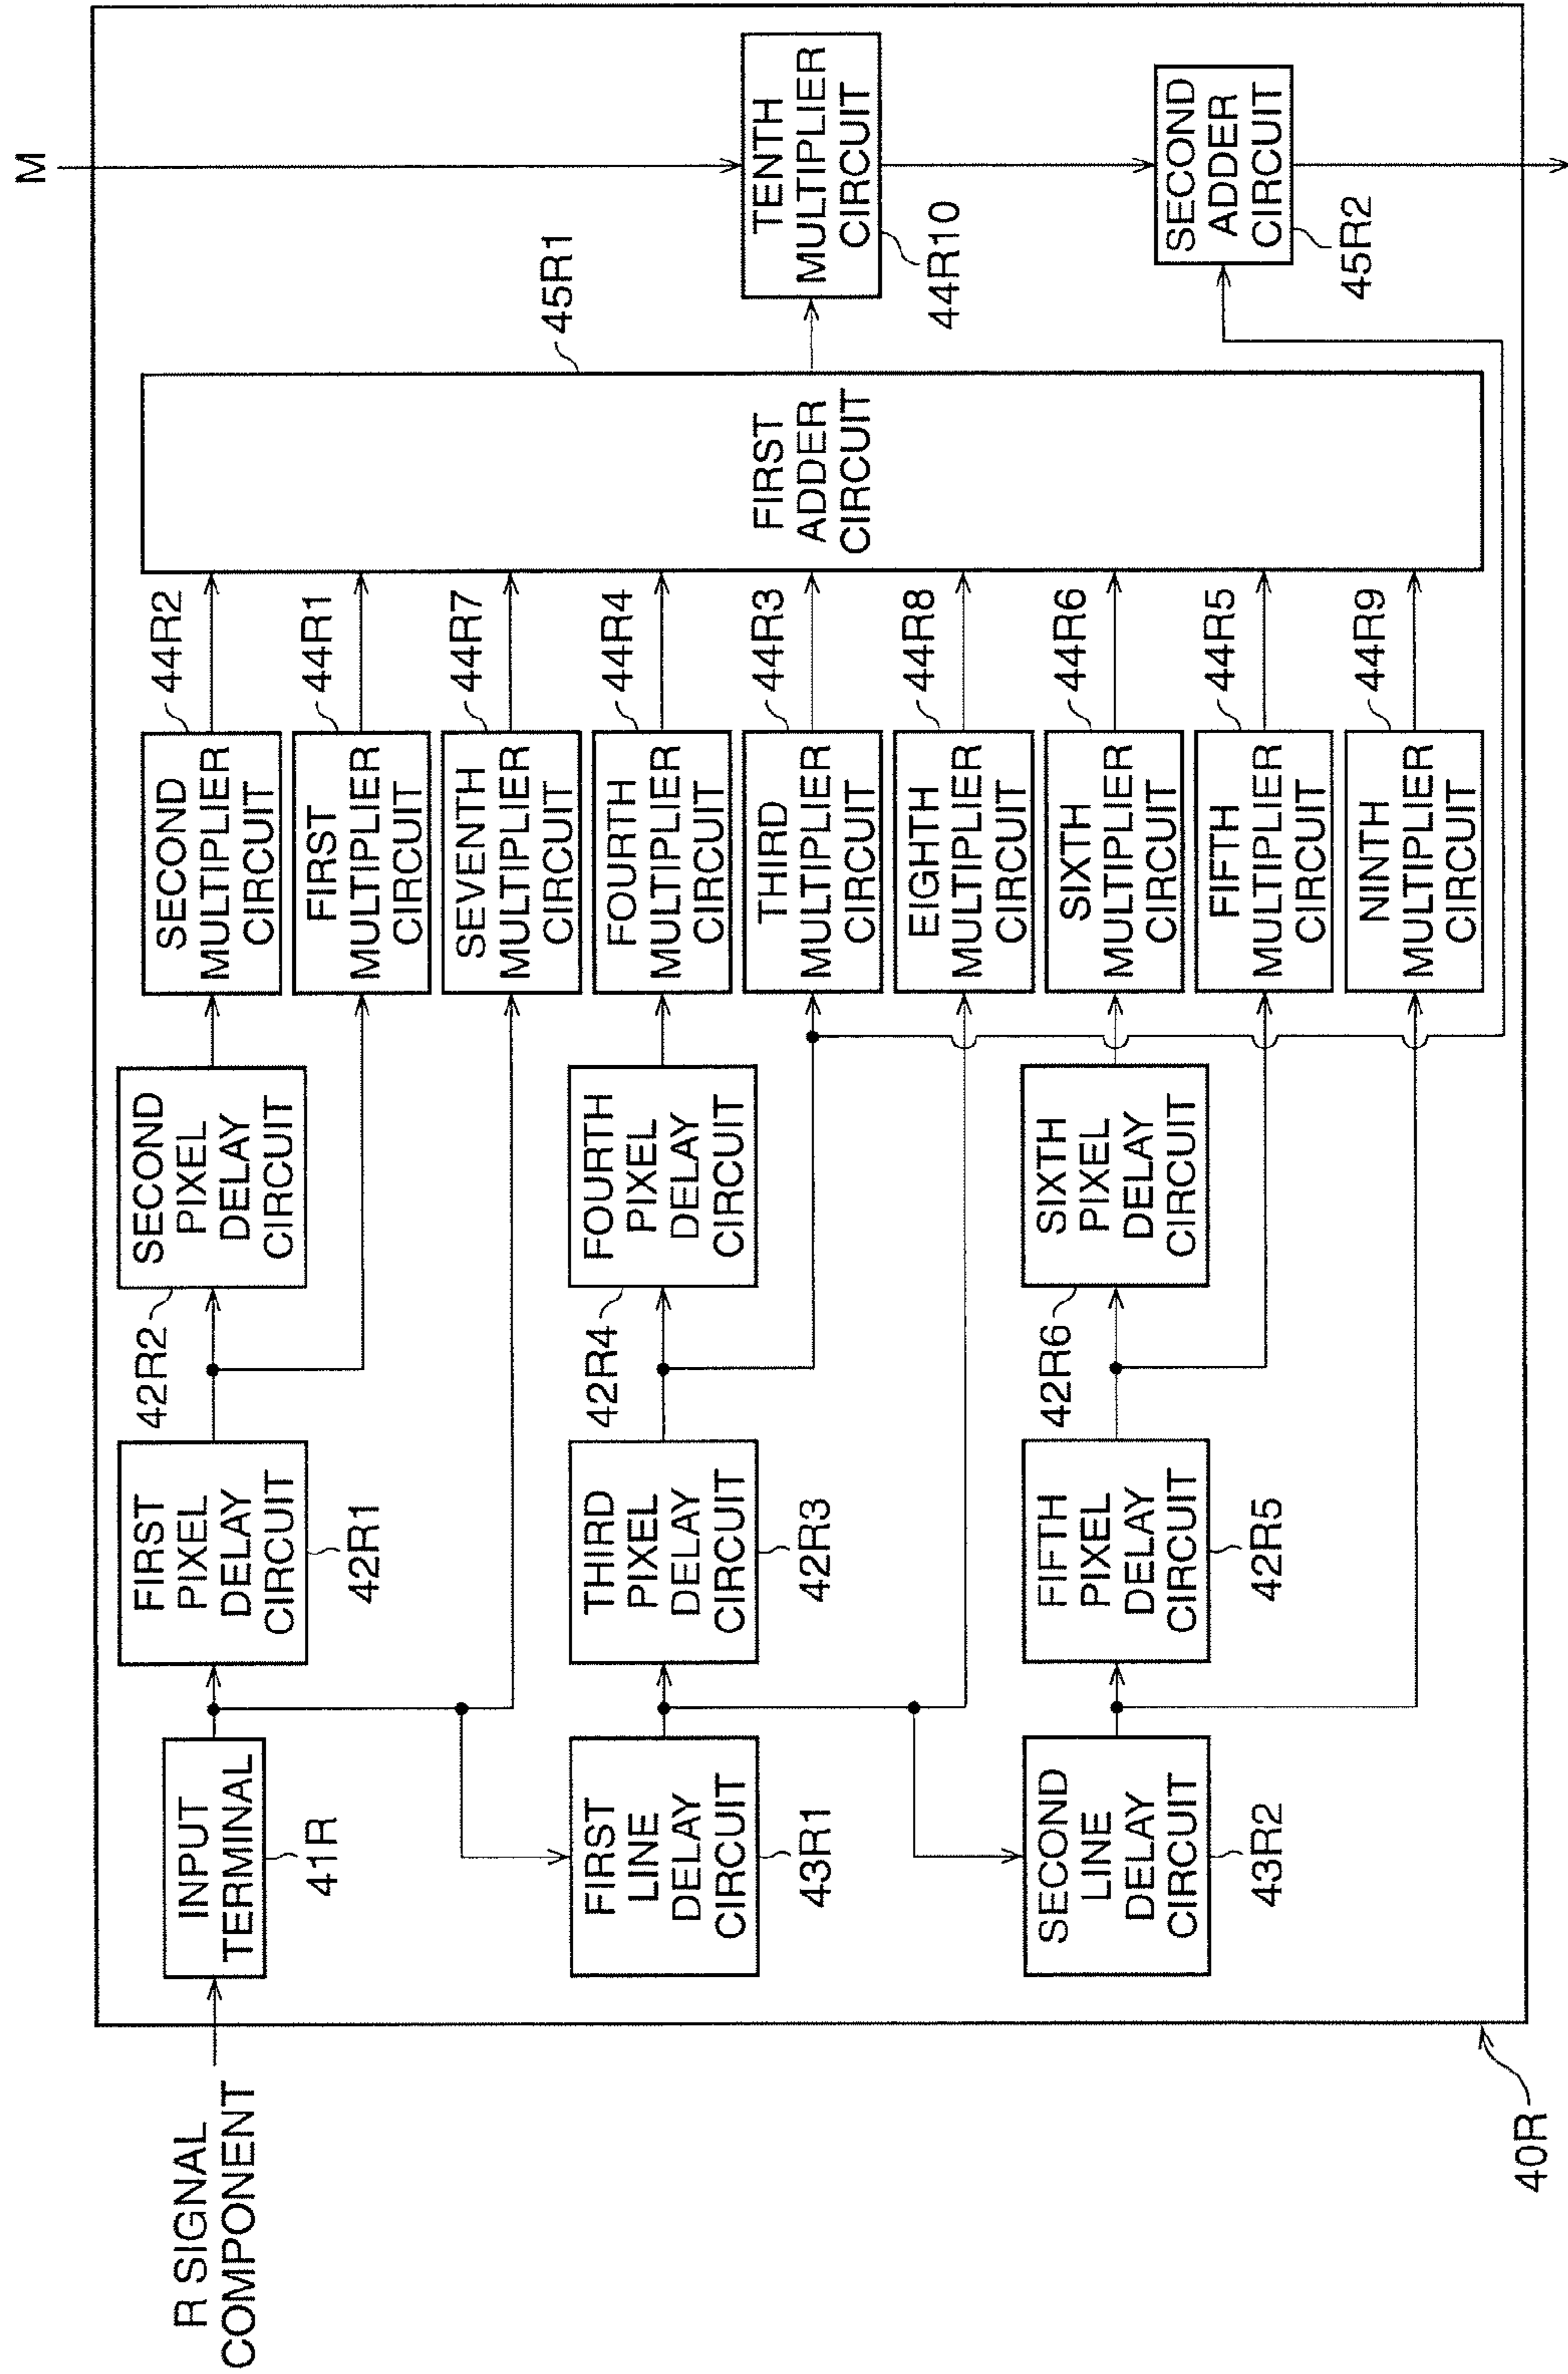 R SIGNAL
COMPONENT
INPUT
TERMINAL
41R
FIRST
PIXEL
DELAY
CIRCUIT
42R1
SECOND
PIXEL
DELAY
CIRCUIT
42R2
FIRST
LINE
DELAY
CIRCUIT
43R1
THIRD
PIXEL
DELAY
CIRCUIT
42R3
FOURTH
PIXEL
DELAY
CIRCUIT
42R4
SECOND
LINE
DELAY
CIRCUIT
43R2
FIFTH
PIXEL
DELAY
CIRCUIT
42R5
SIXTH
PIXEL
DELAY
CIRCUIT
42R6
SECOND
MULTIPLIER
CIRCUIT
44R2
FIRST
MULTIPLIER
CIRCUIT
44R1
SEVENTH
MULTIPLIER
CIRCUIT
44R7
FOURTH
MULTIPLIER
CIRCUIT
44R4
THIRD
MULTIPLIER
CIRCUIT
44R3
EIGHTH
MULTIPLIER
CIRCUIT
44R8
SIXTH
MULTIPLIER
CIRCUIT
44R6
FIFTH
MULTIPLIER
CIRCUIT
44R5
NINTH
MULTIPLIER
CIRCUIT
44R9
FIRST
ADDER
CIRCUIT
45R1
M
TENTH
MULTIPLIER
CIRCUIT
44R10
SECOND
ADDER
CIRCUIT
45R2
40R